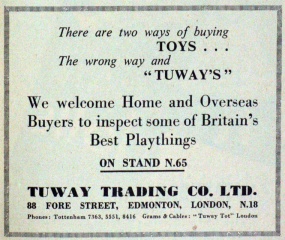 There are two ways of buying
TOYS . . .
The wrong way and
"TUWAY'S"
We welcome Home and Overseas
Buyers to inspect some of Britain's
Best Playthings
ON STAND N.65
TUWAY TRADING CO. LTD.
88 FORE STREET, EDMONTON, LONDON, N.18
Phones: Tottenham 7363, 5351, 8416 Grams & Cables: "Tuway Tot" London